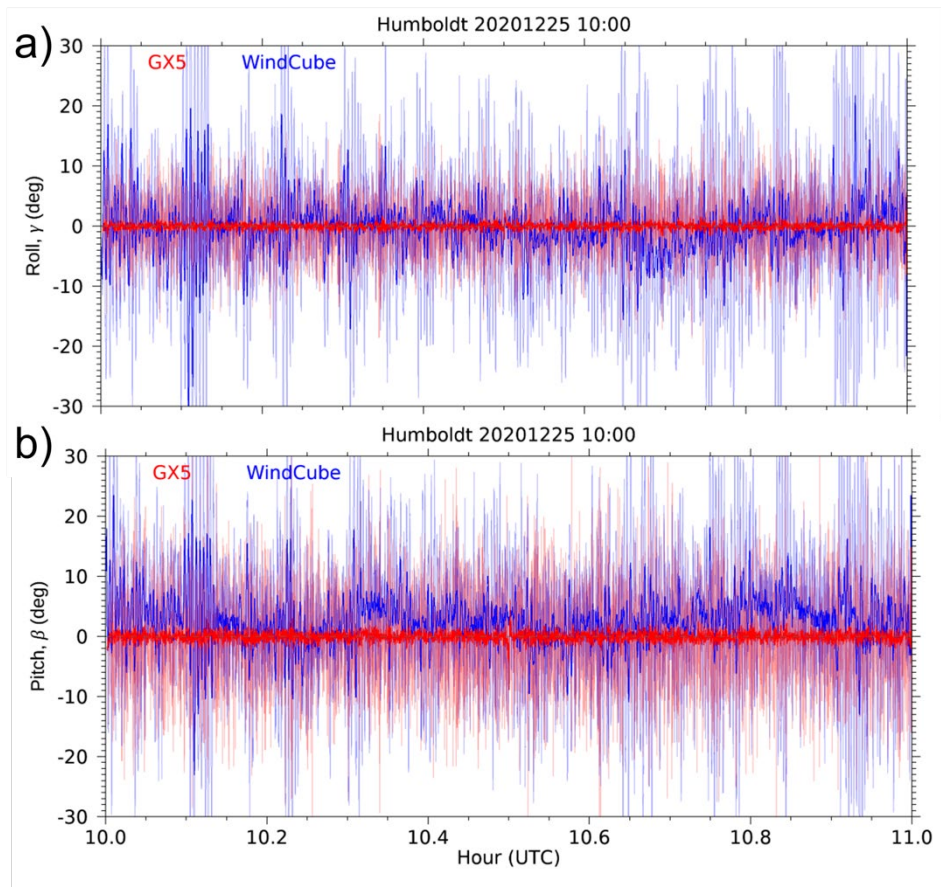 a)
Humboldt 20201225 10:00
GX5 WindCube
30
20
10
0
-10
-20
-30
Roll, γ (deg)
b)
Humboldt 20201225 10:00
GX5 WindCube
30
20
10
0
-10
-20
-30
Pitch, β (deg)
10.0 10.2 10.4 10.6 10.8 11.0
Hour (UTC)